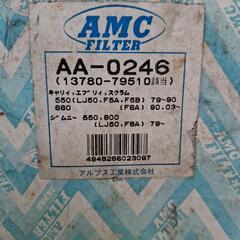 AMC
FILTER
AA-0246
(13780-79510該当)
キャリィ,エブリィ,スクラム
550(LJ50,F5A,F5B) 79~90
660 (F6A) 90.03~
ジムニー 550,800
(LJ50,F8A) 79~
4946286023097
アルプス工業株式会社